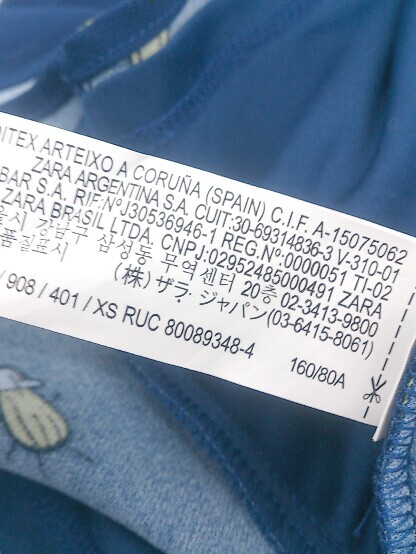 ITEX ARTEIXO A CORUÑA (SPAIN) C.I.F. A-15075062
ZARA ARGENTINA S.A. CUIT:30-69314836-3 V-310-01
BAR S.A. RIF:Nº J30536946-1 REG.Nº:0000051 TI-02
ZARA BRASIL LTDA, CNPJ:02952485000491 ZARA
강남구 삼성동 무역센터 20층 02-3413-9800
품질표시 (株) ザラ・ジャパン(03-6415-8061)
/ 908 / 401 / XS RUC 80089348-4
160/80A